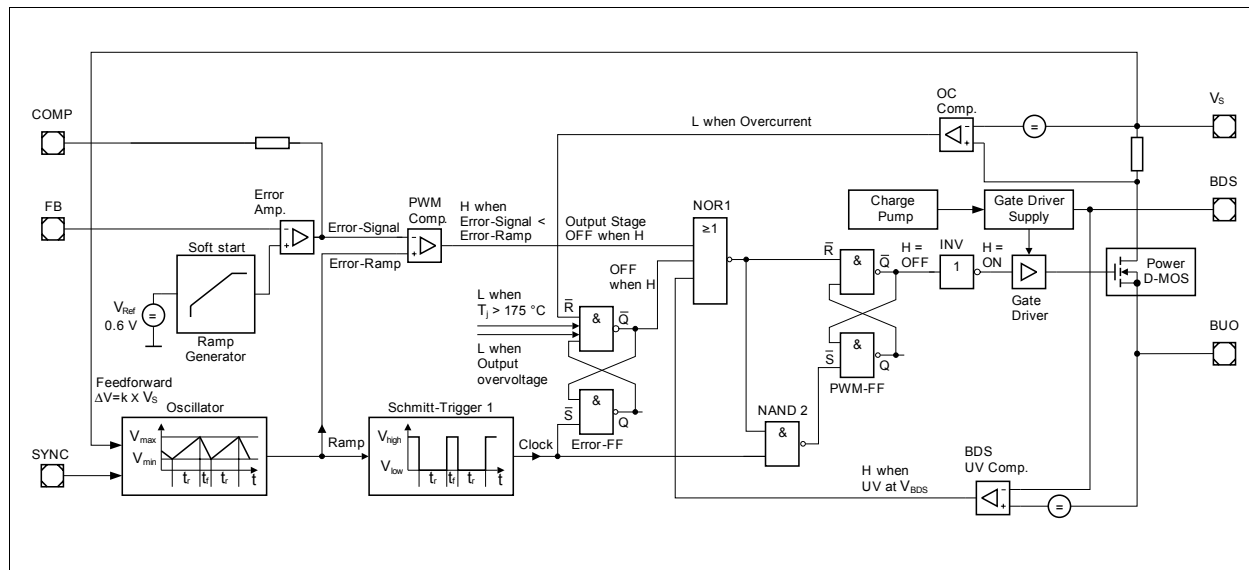 OC
Comp.
V_S
COMP
L when Overcurrent
=
-
+
BDS
FB
Error
Amp.
PWM
Comp.
H when
Error-Signal <
Error-Ramp
Output Stage
OFF when H
NOR1
≥1
Charge
Pump
Gate Driver
Supply
-
+
Error-Signal
-
+
Error-Ramp
Soft start
V_Ref
0.6 V
=
Ramp
Generator
OFF
when H
R̅
&
Q̅
H =
OFF
INV
1
H =
ON
Gate
Driver
Power
D-MOS
L when
T_j > 175 °C
R̅
&
Q̅
L when
Output
overvoltage
S̅
&
Q
PWM-FF
BUO
Feedforward
ΔV=k x V_S
Oscillator
Schmitt-Trigger 1
S̅
&
Q
Error-FF
NAND 2
&
SYNC
V_max
V_min
t_r
t_f
t_r
t
Ramp
V_high
V_low
t_r
t_f
t_r
t
Clock
H when
UV at V_BDS
BDS
UV Comp.
-
+
=